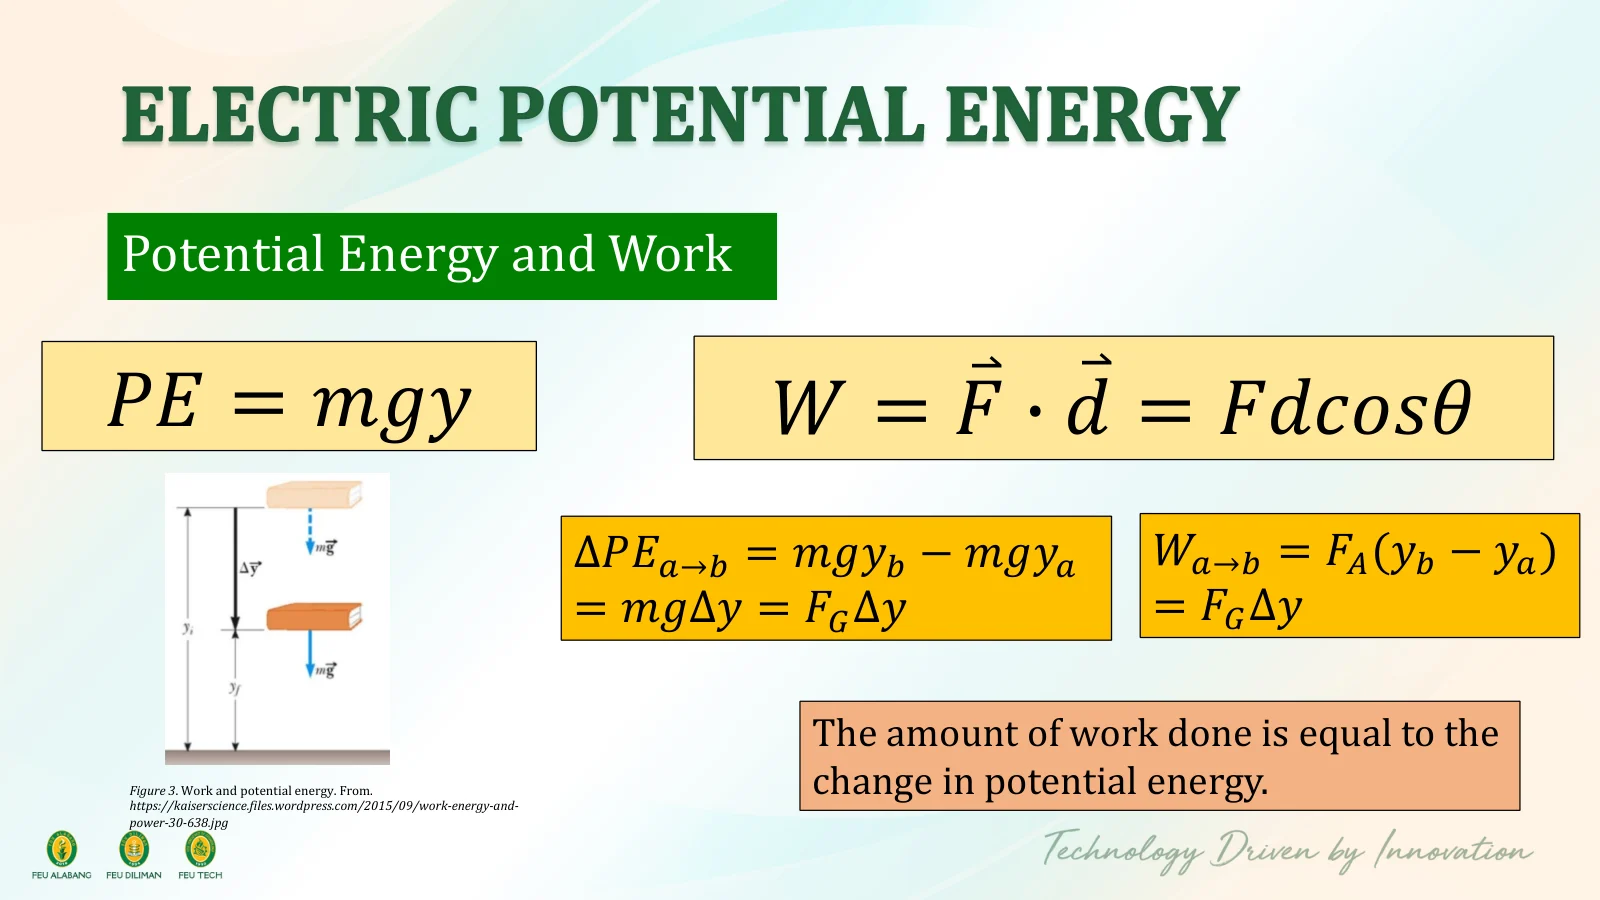 ELECTRIC POTENTIAL ENERGY
Potential Energy and Work
PE = mgy
W = F⃗ · d⃗ = Fdcosθ
yᵢ
Δy⃗
mg⃗
mg⃗
y_f
ΔPE_{a→b} = mgy_b − mgy_a
= mgΔy = F_GΔy
W_{a→b} = F_A(y_b − y_a)
= F_GΔy
The amount of work done is equal to the
change in potential energy.
Figure 3. Work and potential energy. From.
https://kaiserscience.files.wordpress.com/2015/09/work-energy-and-
power-30-638.jpg
FEU ALABANG
FEU DILIMAN
FEU TECH
Technology Driven by Innovation